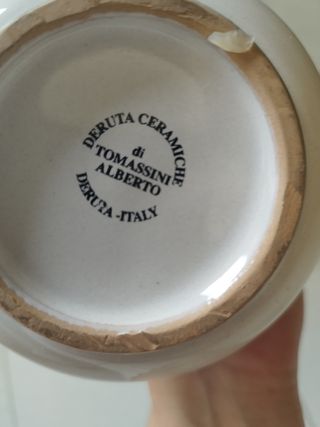 DERUTA CERAMICHE
di
TOMASSINI
ALBERTO
DERUTA - ITALY